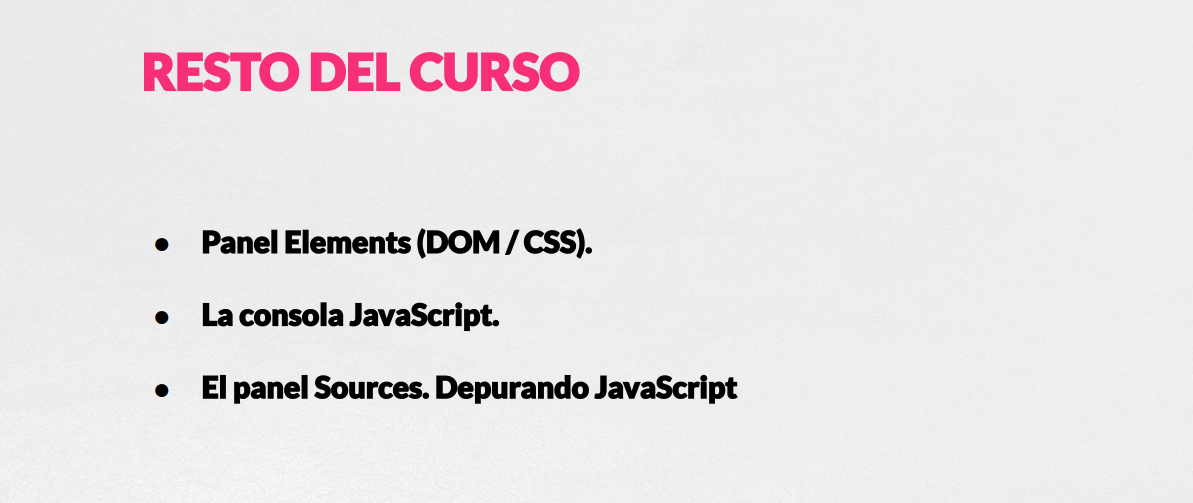 RESTO DEL CURSO
● Panel Elements (DOM / CSS).
● La consola JavaScript.
● El panel Sources. Depurando JavaScript